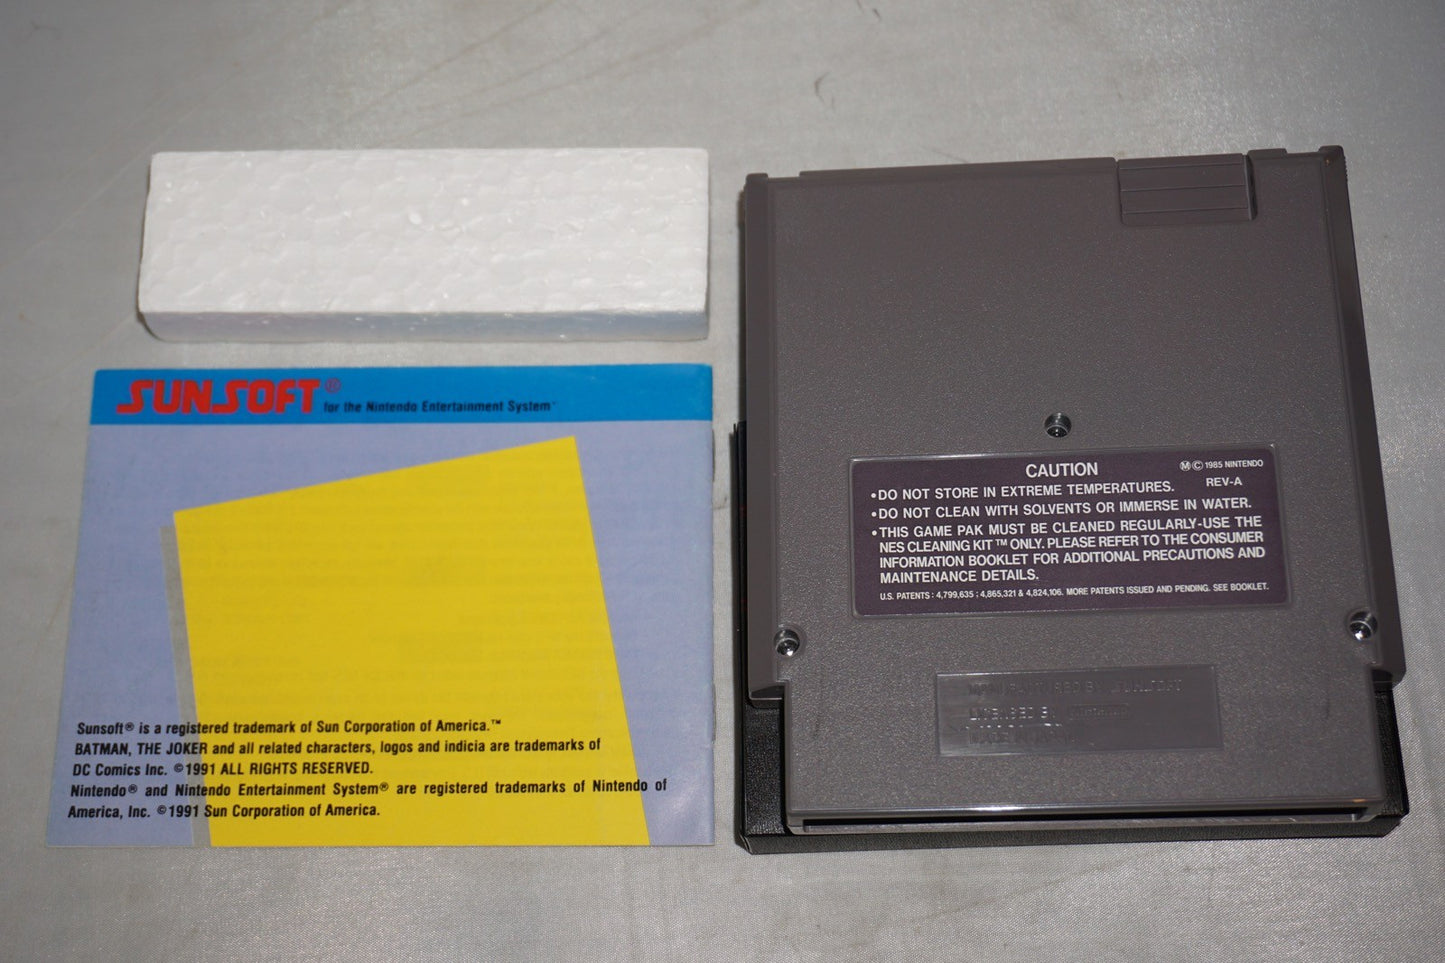 SUNSOFT® for the Nintendo Entertainment System™
Sunsoft® is a registered trademark of Sun Corporation of America.™
BATMAN, THE JOKER and all related characters, logos and indicia are trademarks of
DC Comics Inc. ©1991 ALL RIGHTS RESERVED.
Nintendo® and Nintendo Entertainment System® are registered trademarks of Nintendo of
America, Inc. ©1991 Sun Corporation of America.
CAUTION
Ⓜ© 1985 NINTENDO
REV-A
•DO NOT STORE IN EXTREME TEMPERATURES.
•DO NOT CLEAN WITH SOLVENTS OR IMMERSE IN WATER.
•THIS GAME PAK MUST BE CLEANED REGULARLY-USE THE
NES CLEANING KIT™ ONLY. PLEASE REFER TO THE CONSUMER
INFORMATION BOOKLET FOR ADDITIONAL PRECAUTIONS AND
MAINTENANCE DETAILS.
U.S. PATENTS: 4,799,635 ; 4,865,321 & 4,824,106. MORE PATENTS ISSUED AND PENDING. SEE BOOKLET.
MANUFACTURED BY SUNSOFT
LICENSED BY Nintendo